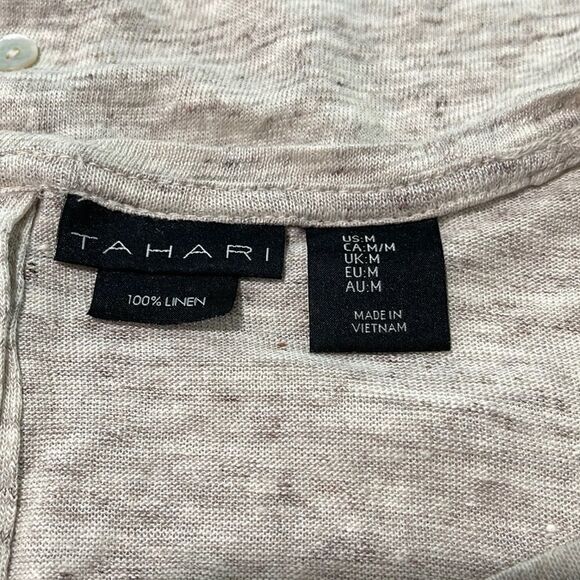 TAHARI
100% LINEN
US:M
CA:M/M
UK:M
EU:M
AU:M
MADE IN
VIETNAM